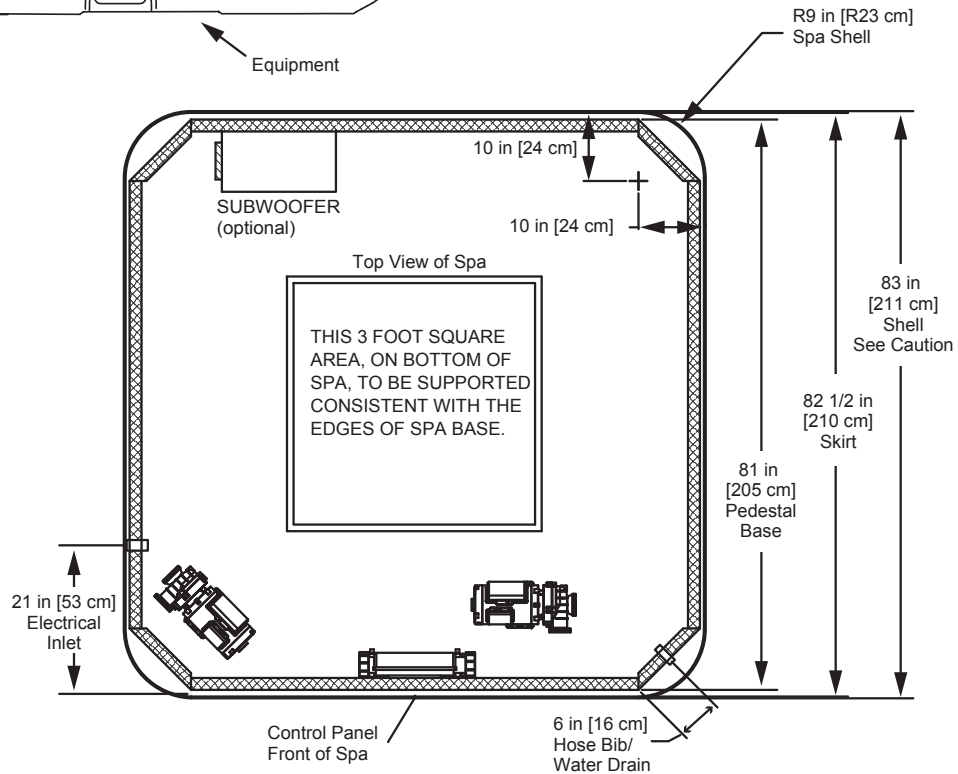 R9 in [R23 cm]
Spa Shell
Equipment
10 in [24 cm]
SUBWOOFER
(optional)
10 in [24 cm]
Top View of Spa
THIS 3 FOOT SQUARE
AREA, ON BOTTOM OF
SPA, TO BE SUPPORTED
CONSISTENT WITH THE
EDGES OF SPA BASE.
83 in
[211 cm]
Shell
See Caution
82 1/2 in
[210 cm]
Skirt
81 in
[205 cm]
Pedestal
Base
21 in [53 cm]
Electrical
Inlet
Control Panel
Front of Spa
6 in [16 cm]
Hose Bib/
Water Drain